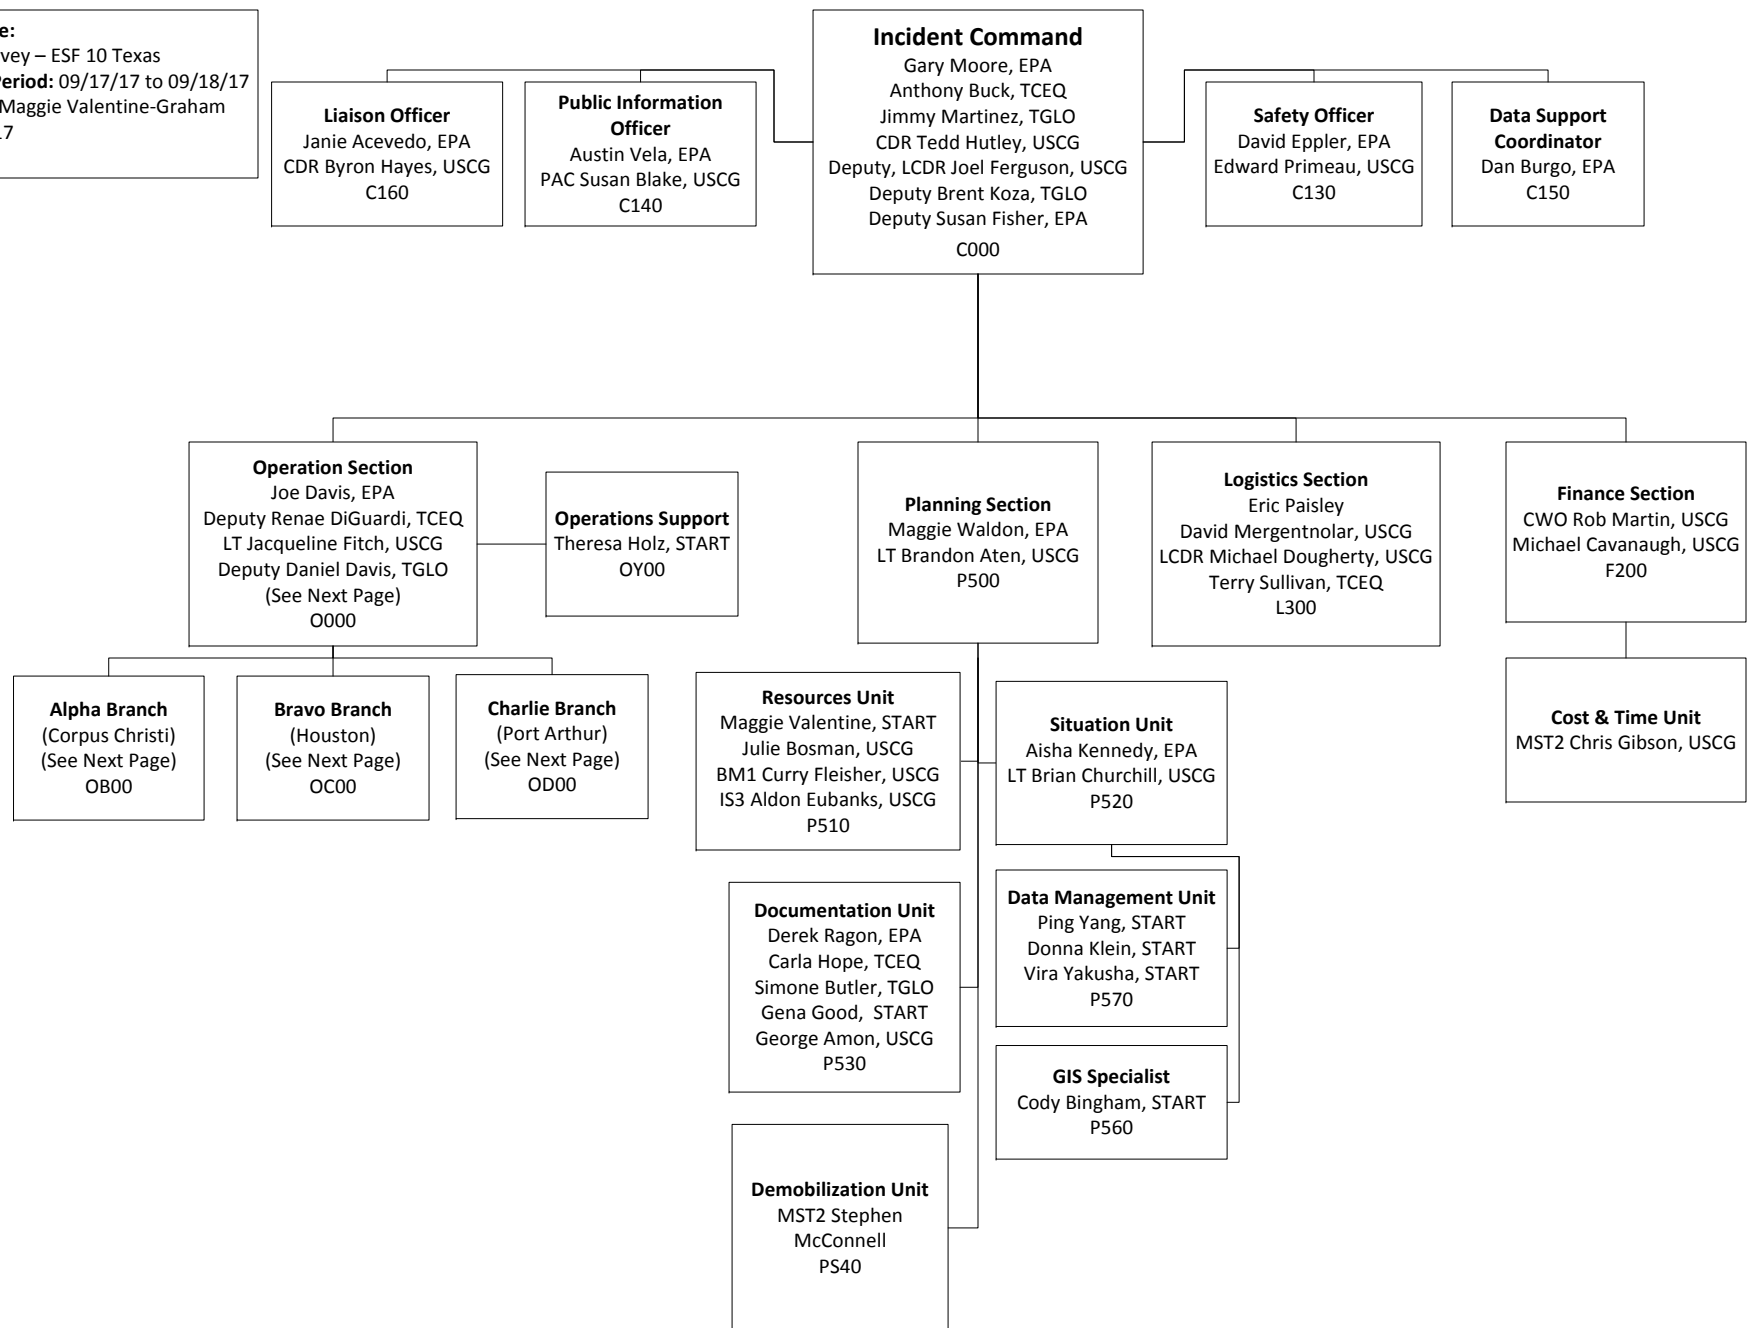 e:
vey – ESF 10 Texas
Period: 09/17/17 to 09/18/17
Maggie Valentine-Graham
17
Liaison Officer
Janie Acevedo, EPA
CDR Byron Hayes, USCG
C160
Public Information
Officer
Austin Vela, EPA
PAC Susan Blake, USCG
C140
Incident Command
Gary Moore, EPA
Anthony Buck, TCEQ
Jimmy Martinez, TGLO
CDR Tedd Hutley, USCG
Deputy, LCDR Joel Ferguson, USCG
Deputy Brent Koza, TGLO
Deputy Susan Fisher, EPA
C000
Safety Officer
David Eppler, EPA
Edward Primeau, USCG
C130
Data Support
Coordinator
Dan Burgo, EPA
C150
Operation Section
Joe Davis, EPA
Deputy Renae DiGuardi, TCEQ
LT Jacqueline Fitch, USCG
Deputy Daniel Davis, TGLO
(See Next Page)
O000
Operations Support
Theresa Holz, START
OY00
Planning Section
Maggie Waldon, EPA
LT Brandon Aten, USCG
P500
Logistics Section
Eric Paisley
David Mergentnolar, USCG
LCDR Michael Dougherty, USCG
Terry Sullivan, TCEQ
L300
Finance Section
CWO Rob Martin, USCG
Michael Cavanaugh, USCG
F200
Alpha Branch
(Corpus Christi)
(See Next Page)
OB00
Bravo Branch
(Houston)
(See Next Page)
OC00
Charlie Branch
(Port Arthur)
(See Next Page)
OD00
Resources Unit
Maggie Valentine, START
Julie Bosman, USCG
BM1 Curry Fleisher, USCG
IS3 Aldon Eubanks, USCG
P510
Situation Unit
Aisha Kennedy, EPA
LT Brian Churchill, USCG
P520
Cost & Time Unit
MST2 Chris Gibson, USCG
Documentation Unit
Derek Ragon, EPA
Carla Hope, TCEQ
Simone Butler, TGLO
Gena Good, START
George Amon, USCG
P530
Data Management Unit
Ping Yang, START
Donna Klein, START
Vira Yakusha, START
P570
GIS Specialist
Cody Bingham, START
P560
Demobilization Unit
MST2 Stephen
McConnell
PS40